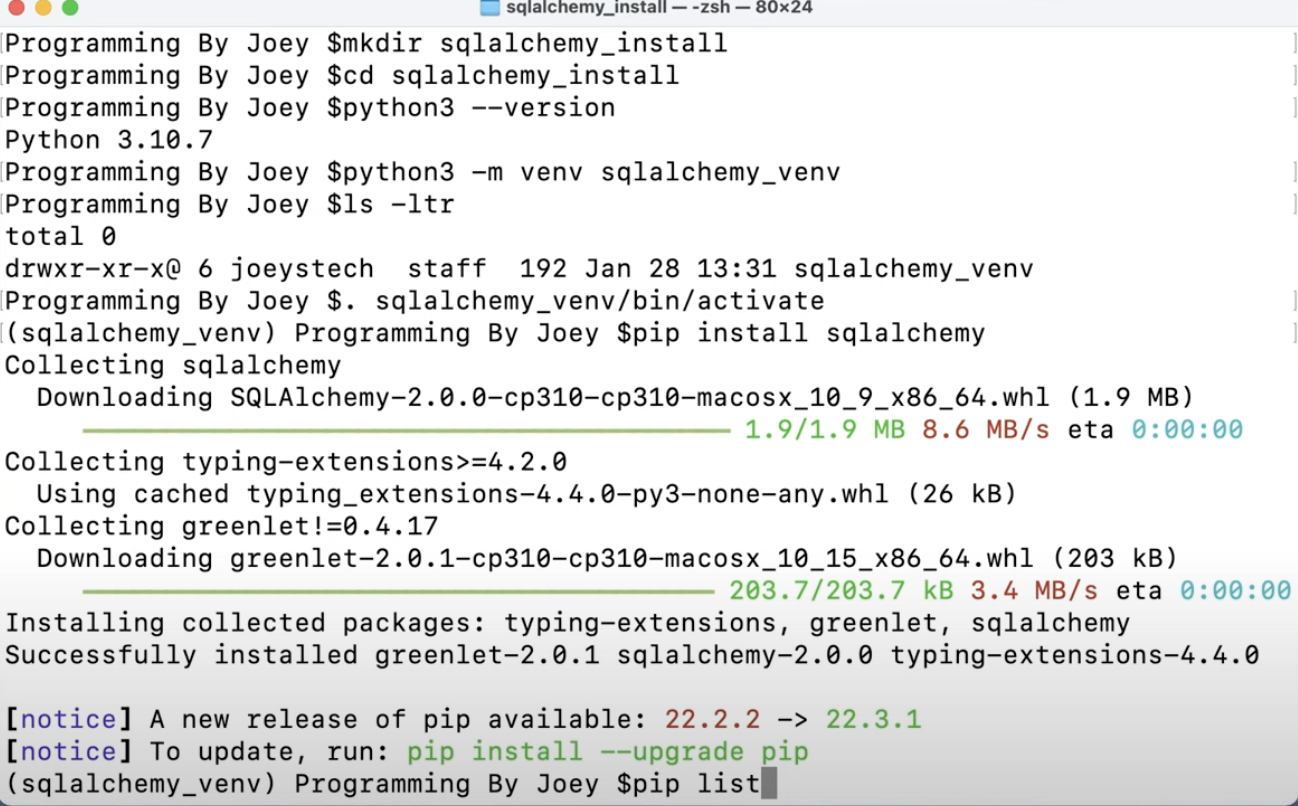 sqlalchemy_install — -zsh — 80×24
Programming By Joey $mkdir sqlalchemy_install
Programming By Joey $cd sqlalchemy_install
Programming By Joey $python3 --version
Python 3.10.7
Programming By Joey $python3 -m venv sqlalchemy_venv
Programming By Joey $ls -ltr
total 0
drwxr-xr-x@ 6 joeystech  staff  192 Jan 28 13:31 sqlalchemy_venv
Programming By Joey $. sqlalchemy_venv/bin/activate
(sqlalchemy_venv) Programming By Joey $pip install sqlalchemy
Collecting sqlalchemy
  Downloading SQLAlchemy-2.0.0-cp310-cp310-macosx_10_9_x86_64.whl (1.9 MB)
1.9/1.9 MB 8.6 MB/s eta 0:00:00
Collecting typing-extensions>=4.2.0
  Using cached typing_extensions-4.4.0-py3-none-any.whl (26 kB)
Collecting greenlet!=0.4.17
  Downloading greenlet-2.0.1-cp310-cp310-macosx_10_15_x86_64.whl (203 kB)
203.7/203.7 kB 3.4 MB/s eta 0:00:00
Installing collected packages: typing-extensions, greenlet, sqlalchemy
Successfully installed greenlet-2.0.1 sqlalchemy-2.0.0 typing-extensions-4.4.0
[notice] A new release of pip available: 22.2.2 -> 22.3.1
[notice] To update, run: pip install --upgrade pip
(sqlalchemy_venv) Programming By Joey $pip list